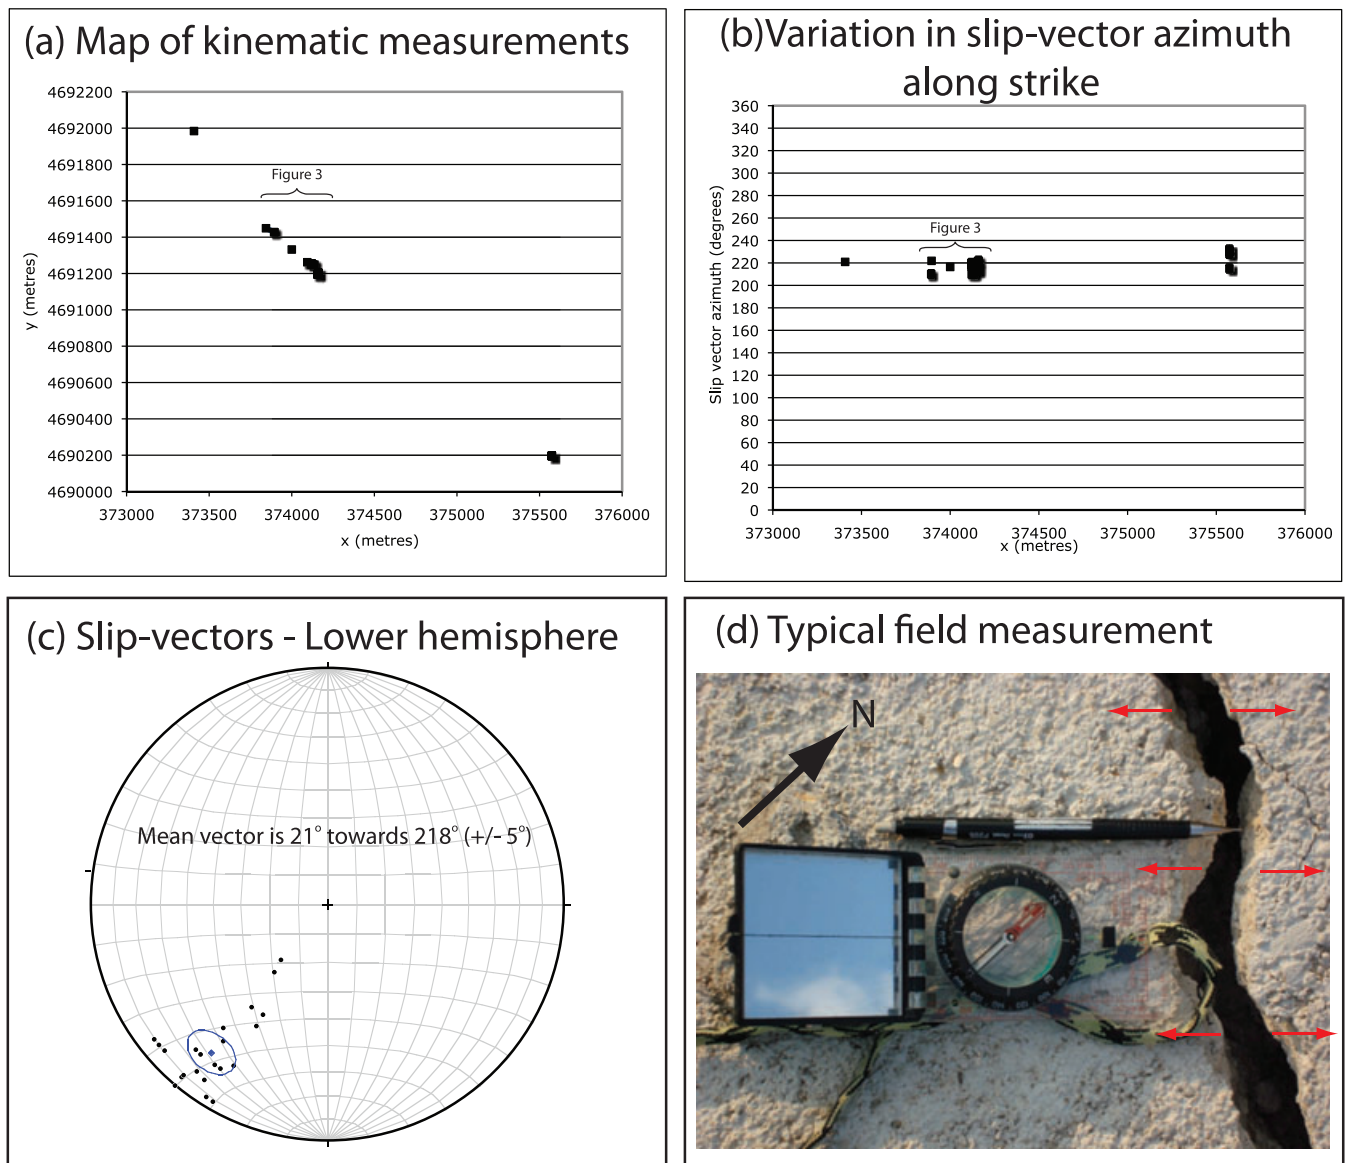 (a) Map of kinematic measurements
4692200
4692000
4691800
4691600
4691400
4691200
4691000
4690800
4690600
4690400
4690200
4690000
y (metres)
Figure 3
373000 373500 374000 374500 375000 375500 376000
x (metres)
(b)Variation in slip-vector azimuth
along strike
360
340
320
300
280
260
240
220
200
180
160
140
120
100
80
60
40
20
0
Slip vector azimuth (degrees)
Figure 3
373000 373500 374000 374500 375000 375500 376000
x (metres)
(c) Slip-vectors - Lower hemisphere
Mean vector is 21° towards 218° (+/- 5°)
(d) Typical field measurement
N